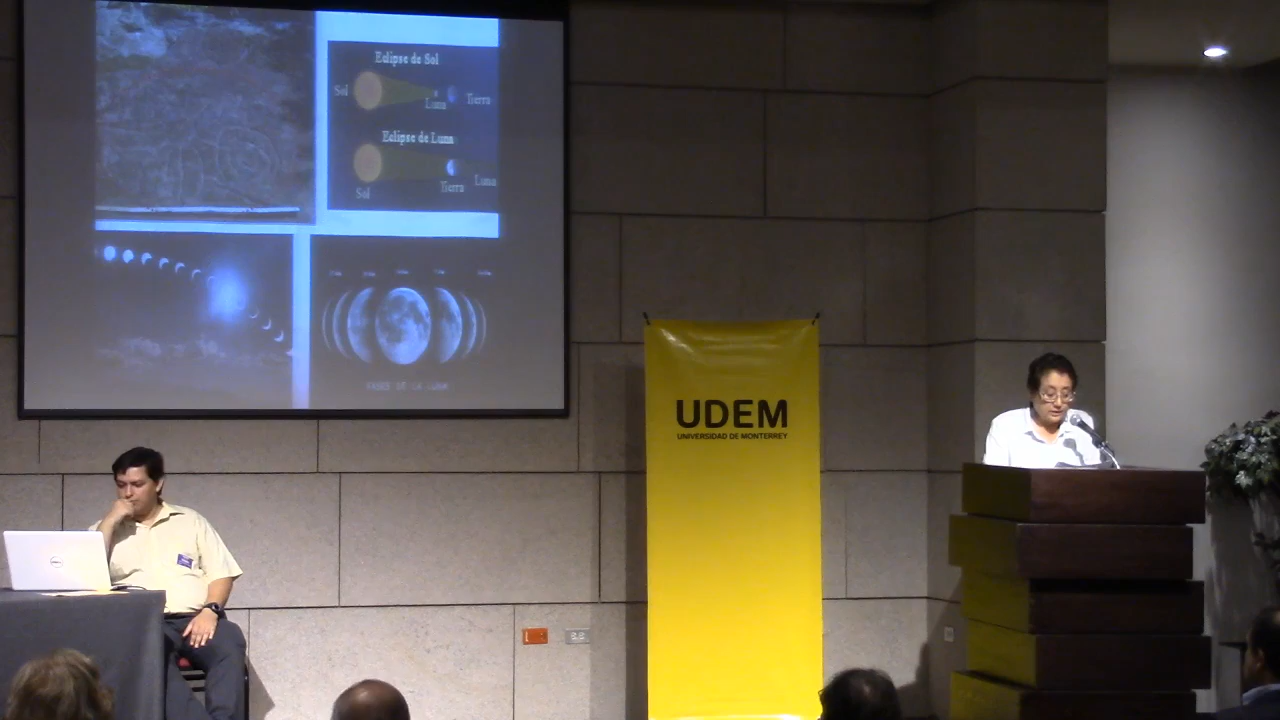 Eclipse de Sol
Sol
Luna
Tierra
Eclipse de Luna
Sol
Tierra
Luna
FASES DE LA LUNA
UDEM
UNIVERSIDAD DE MONTERREY
DELL